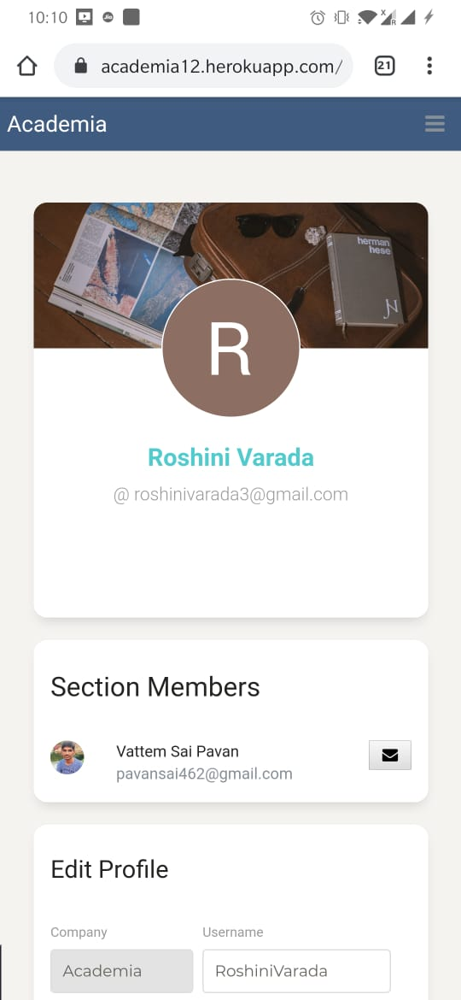 10:10
Jio
X
R
academia12.herokuapp.com/
21
Academia
herman
hese
R
Roshini Varada
@ roshinivarada3@gmail.com
Section Members
Vattem Sai Pavan
pavansai462@gmail.com
Edit Profile
Company
Username
Academia
RoshiniVarada